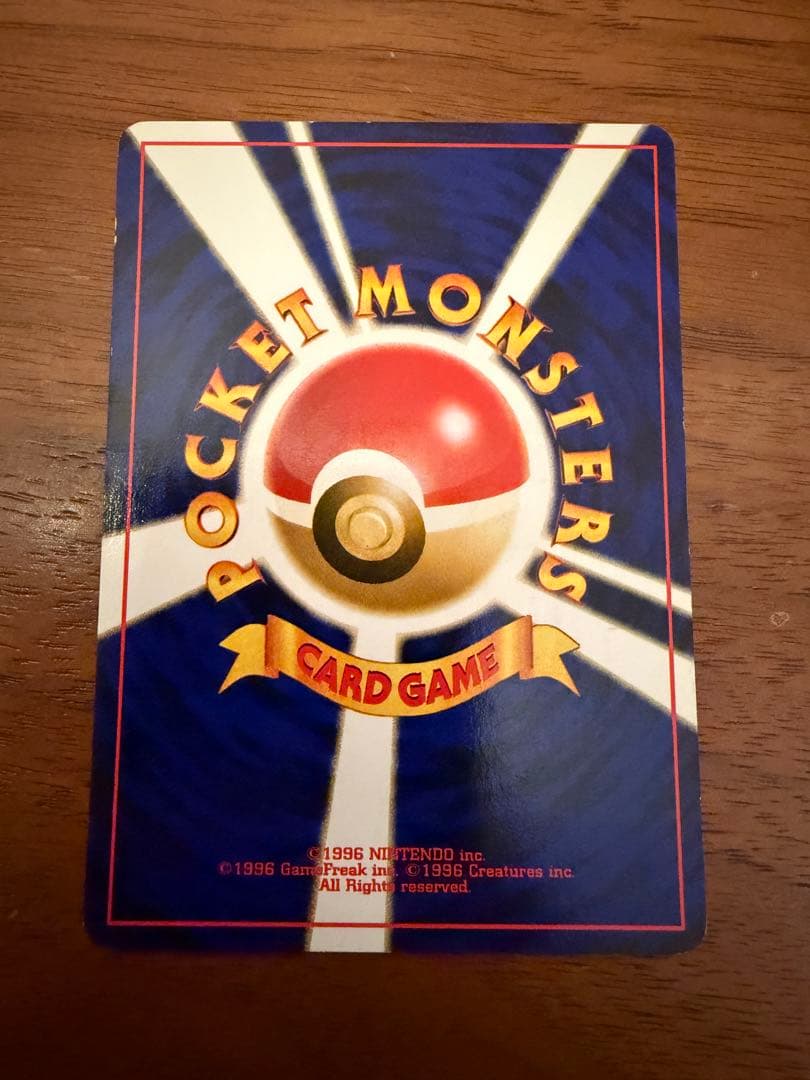 POCKET MONSTERS
CARD GAME
©1996 NINTENDO inc.
©1996 GameFreak inc. ©1996 Creatures inc.
All Rights reserved.